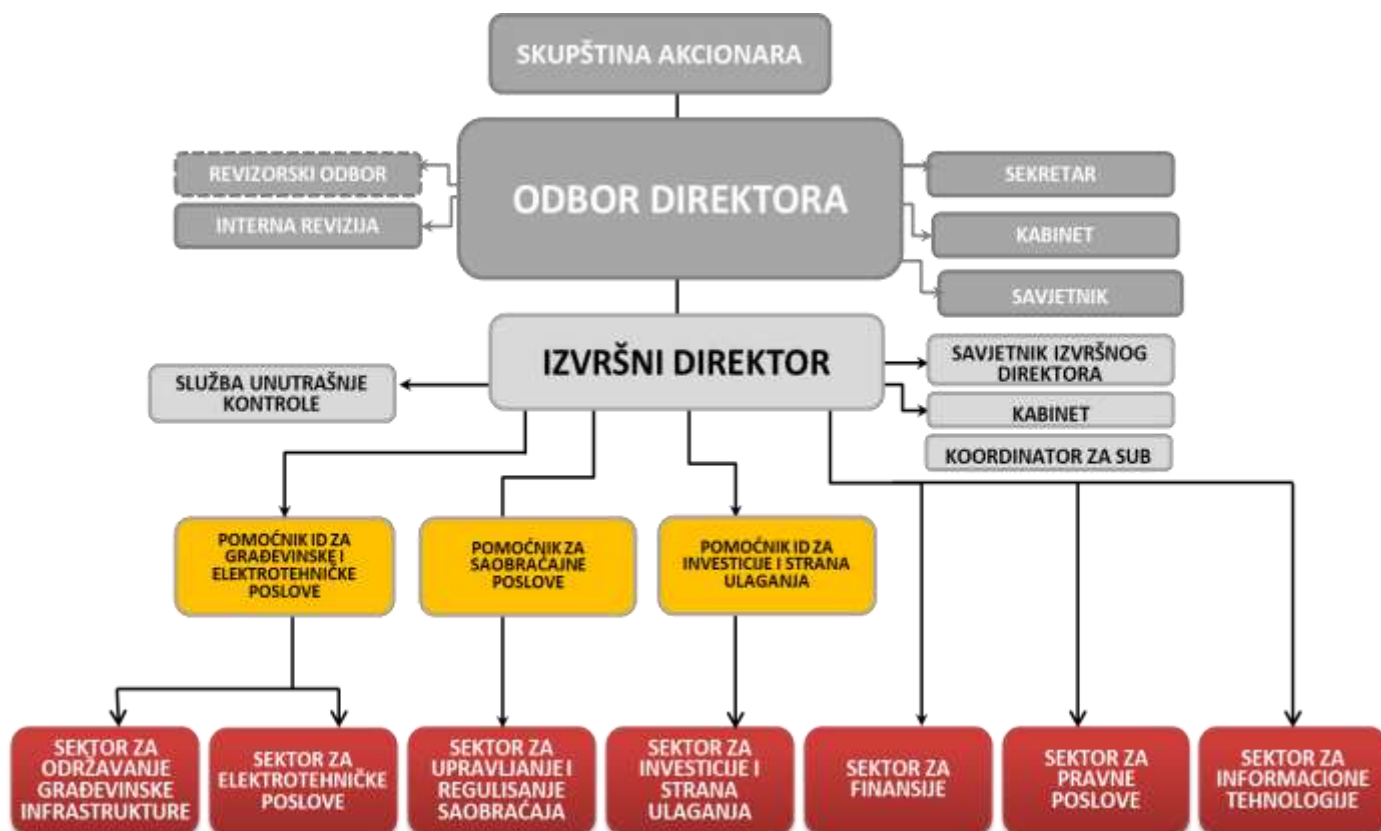 SKUPŠTINA AKCIONARA
REVIZORSKI ODBOR
INTERNA REVIZIJA
ODBOR DIREKTORA
SEKRETAR
KABINET
SAVJETNIK
IZVRŠNI DIREKTOR
SLUŽBA UNUTRAŠNJE
KONTROLE
SAVJETNIK IZVRŠNOG
DIREKTORA
KABINET
KOORDINATOR ZA SUB
POMOĆNIK ID ZA
GRAĐEVINSKE I
ELEKTROTEHNIČKE
POSLOVE
POMOĆNIK ZA
SAOBRAĆAJNE
POSLOVE
POMOĆNIK ID ZA
INVESTICIJE I STRANA
ULAGANJA
SEKTOR ZA
ODRŽAVANJE
GRAĐEVINSKE
INFRASTRUKTURE
SEKTOR ZA
ELEKTROTEHNIČKE
POSLOVE
SEKTOR ZA
UPRAVLJANJE I
REGULISANJE
SAOBRAĆAJA
SEKTOR ZA
INVESTICIJE I
STRANA
ULAGANJA
SEKTOR ZA
FINANSIJE
SEKTOR ZA
PRAVNE
POSLOVE
SEKTOR ZA
INFORMACIONE
TEHNOLOGIJE